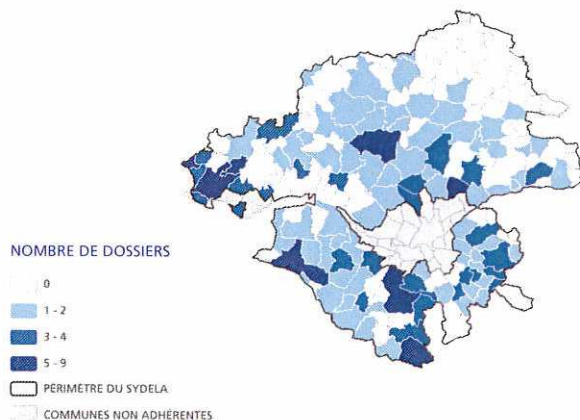 NOMBRE DE DOSSIERS
0
1 - 2
3 - 4
5 - 9
PÉRIMÈTRE DU SYDELA
COMMUNES NON ADHÉRENTES